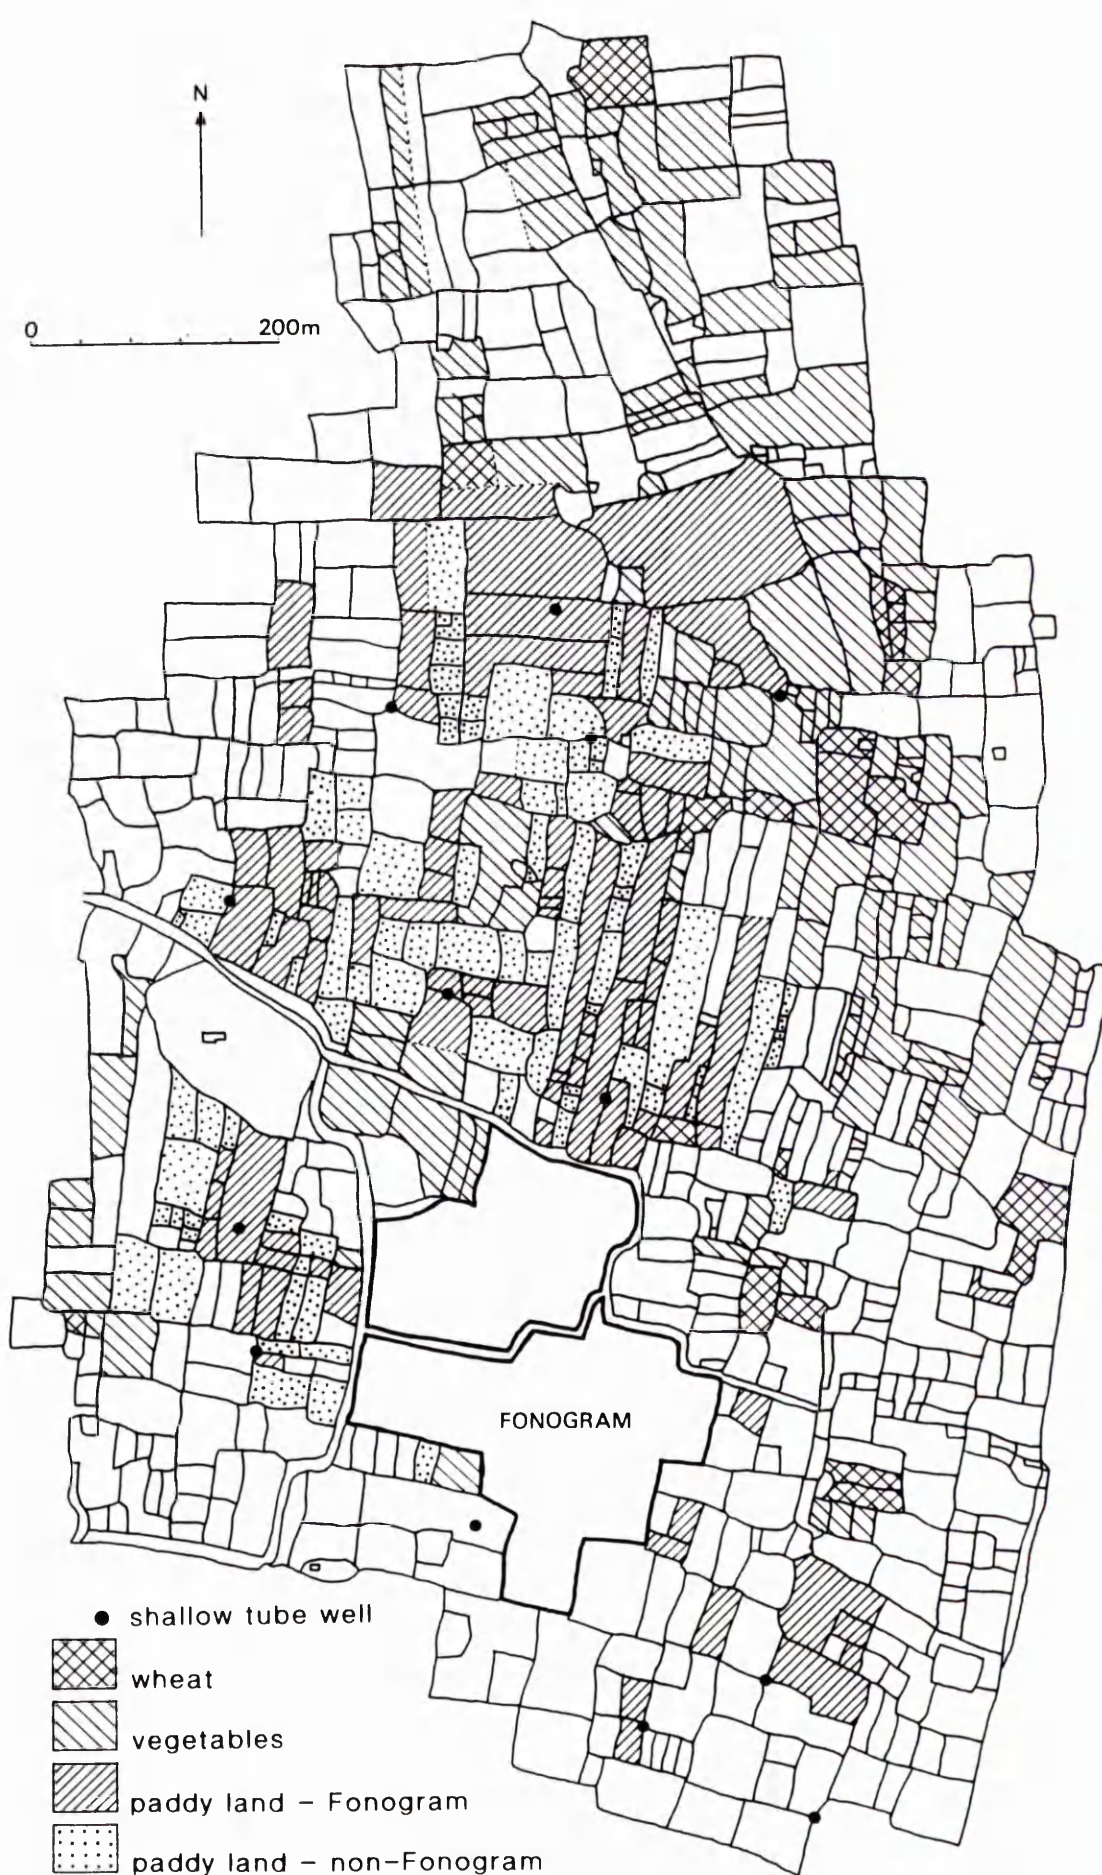 N
0 200m
FONOGRAM
shallow tube well
wheat
vegetables
paddy land – Fonogram
paddy land – non-Fonogram